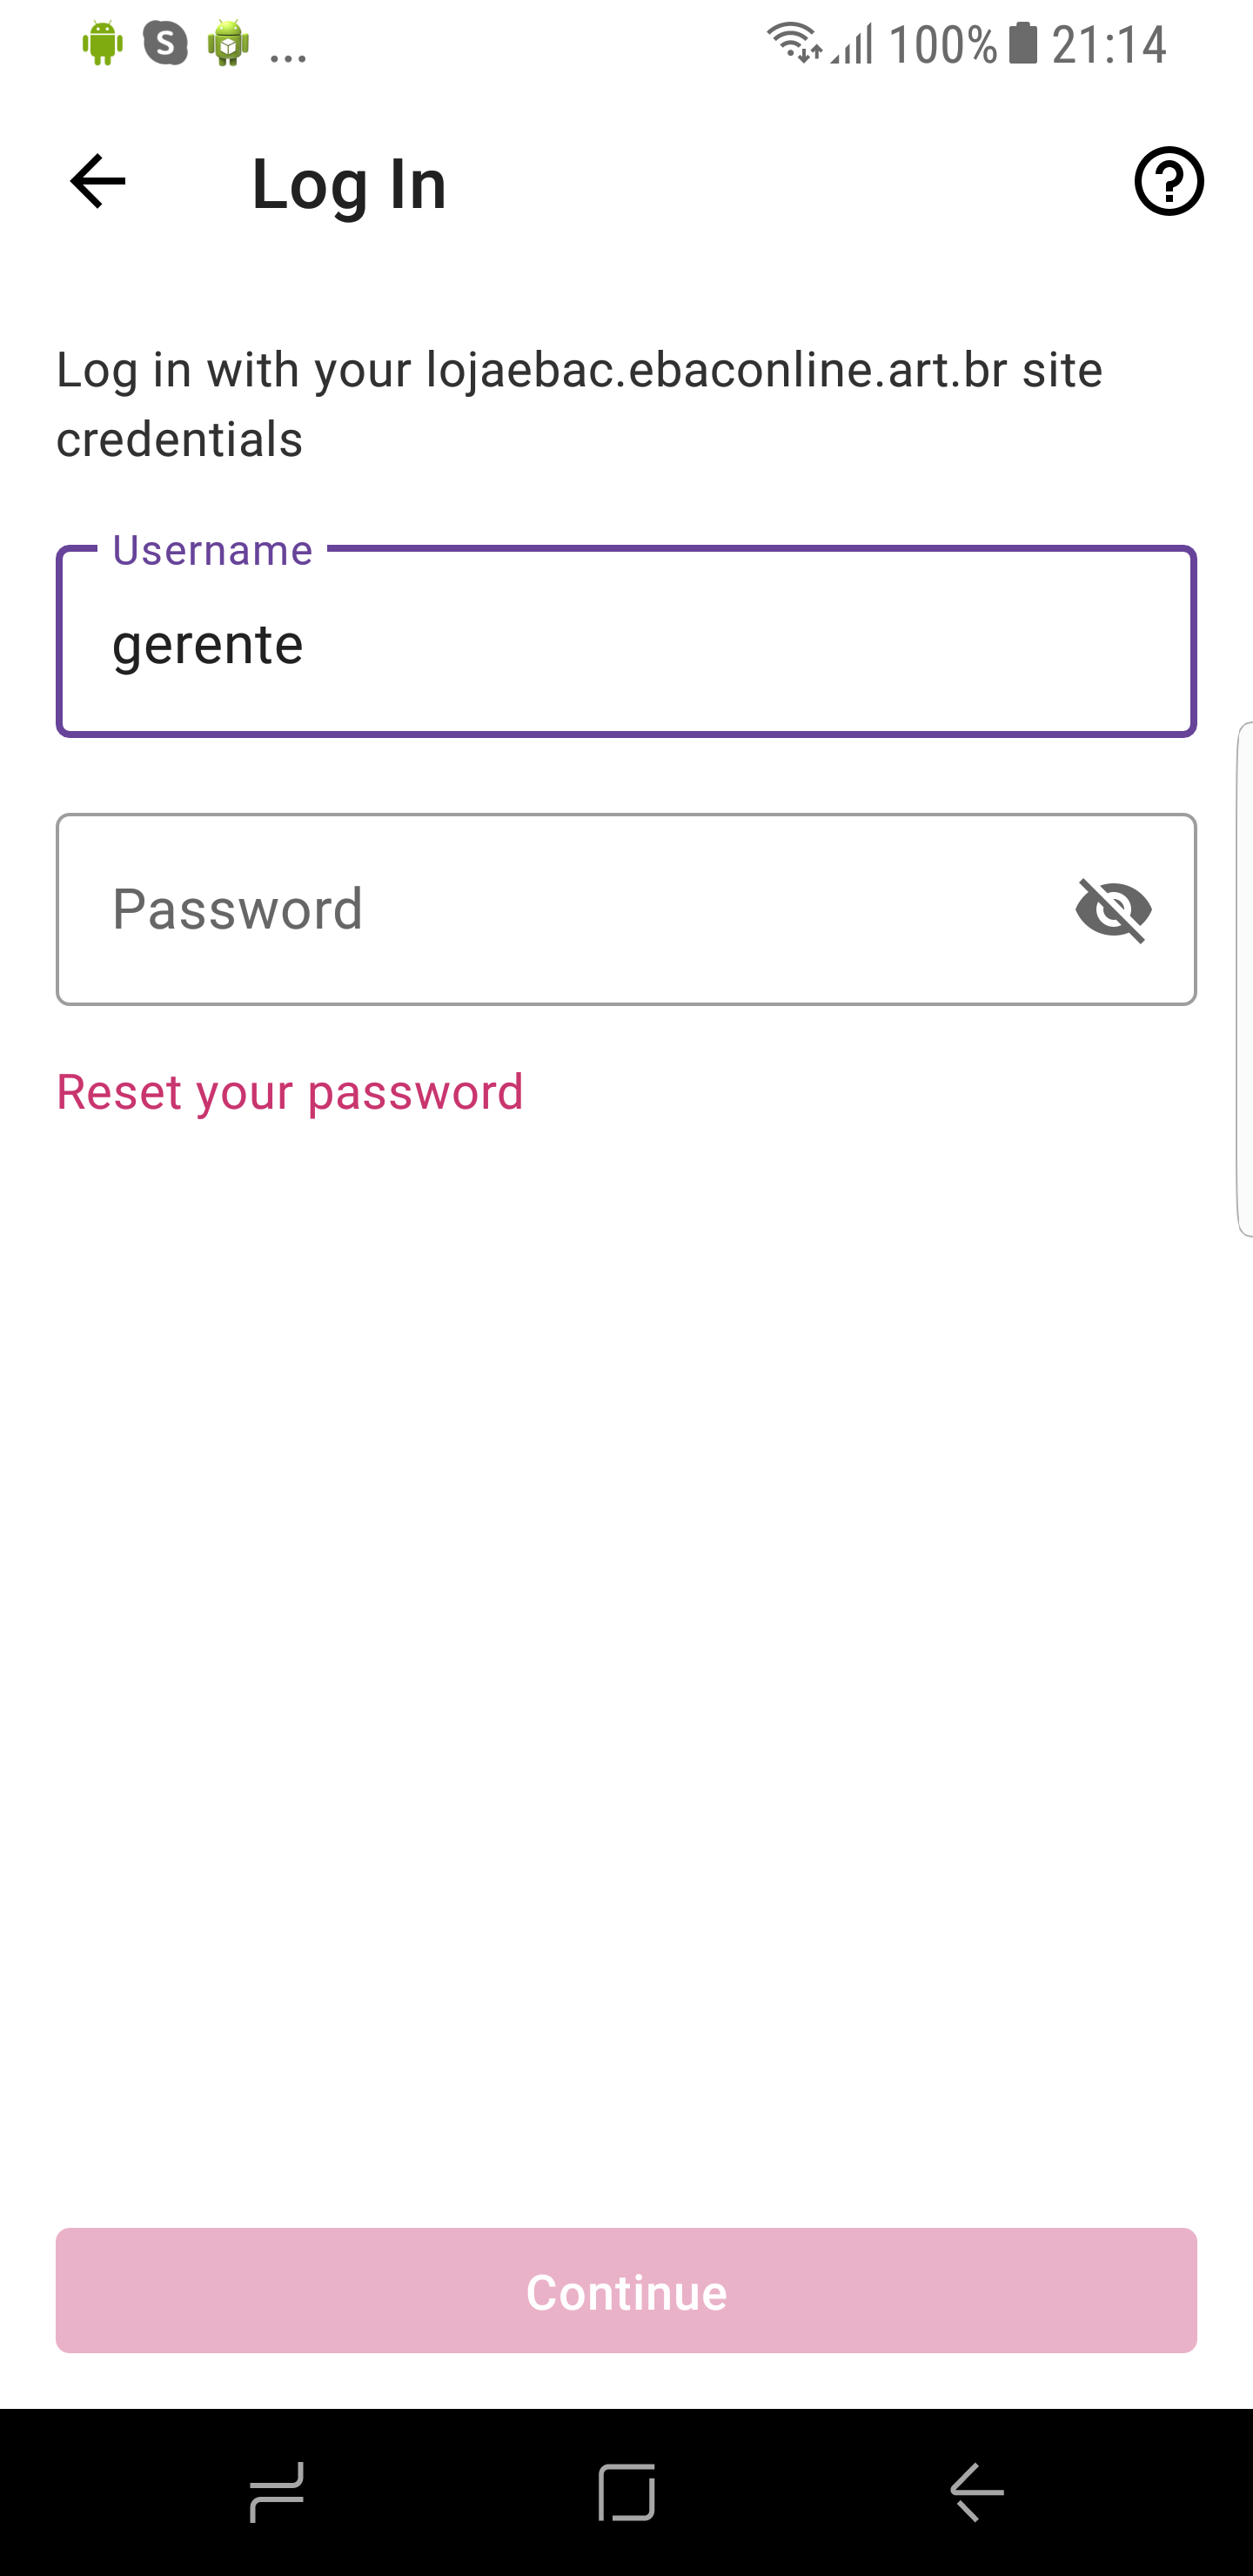 ... 100% 21:14
Log In
Log in with your lojaebac.ebaconline.art.br site
credentials
Username
gerente
Password
Reset your password
Continue